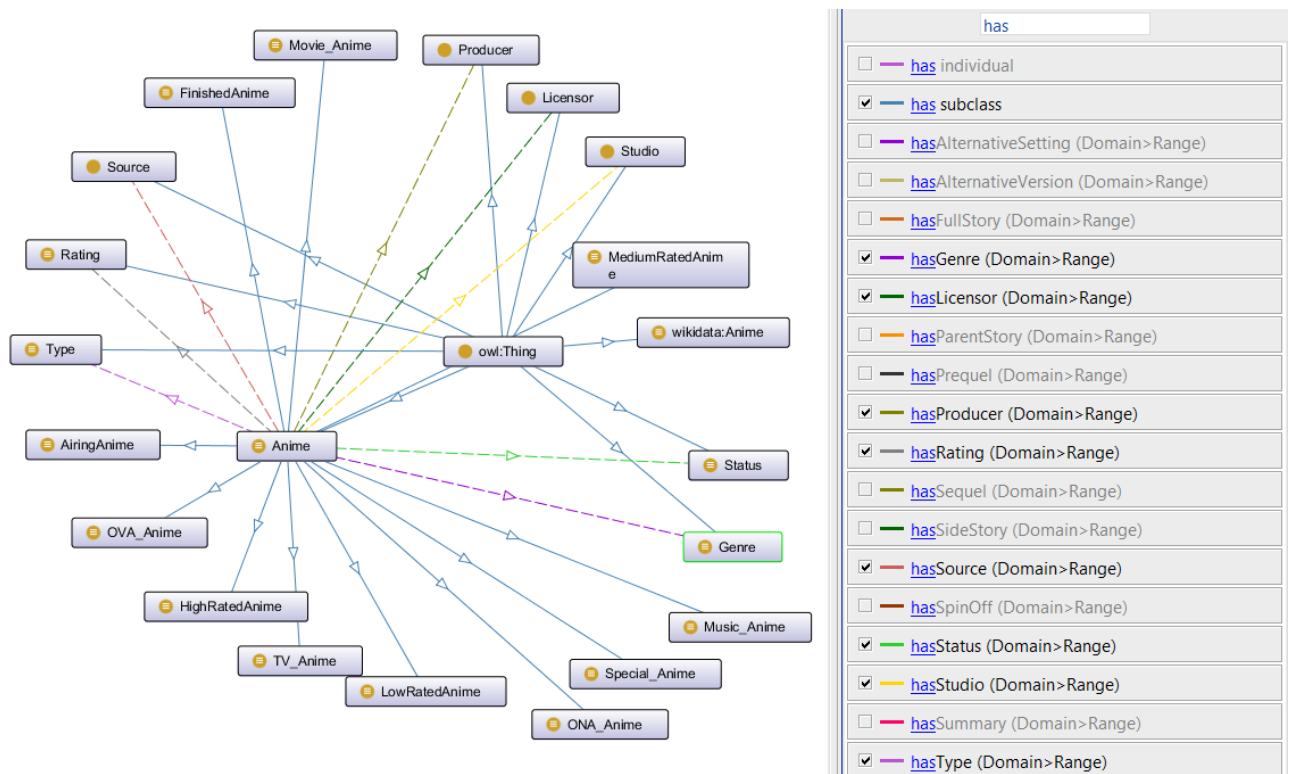 Movie_Anime
Producer
FinishedAnime
Licensor
Source
Studio
Rating
MediumRatedAnim
e
wikidata:Anime
Type
owl:Thing
AiringAnime
Anime
Status
OVA_Anime
Genre
HighRatedAnime
Music_Anime
TV_Anime
Special_Anime
LowRatedAnime
ONA_Anime
has
has individual
has subclass
hasAlternativeSetting (Domain>Range)
hasAlternativeVersion (Domain>Range)
hasFullStory (Domain>Range)
hasGenre (Domain>Range)
hasLicensor (Domain>Range)
hasParentStory (Domain>Range)
hasPrequel (Domain>Range)
hasProducer (Domain>Range)
hasRating (Domain>Range)
hasSequel (Domain>Range)
hasSideStory (Domain>Range)
hasSource (Domain>Range)
hasSpinOff (Domain>Range)
hasStatus (Domain>Range)
hasStudio (Domain>Range)
hasSummary (Domain>Range)
hasType (Domain>Range)